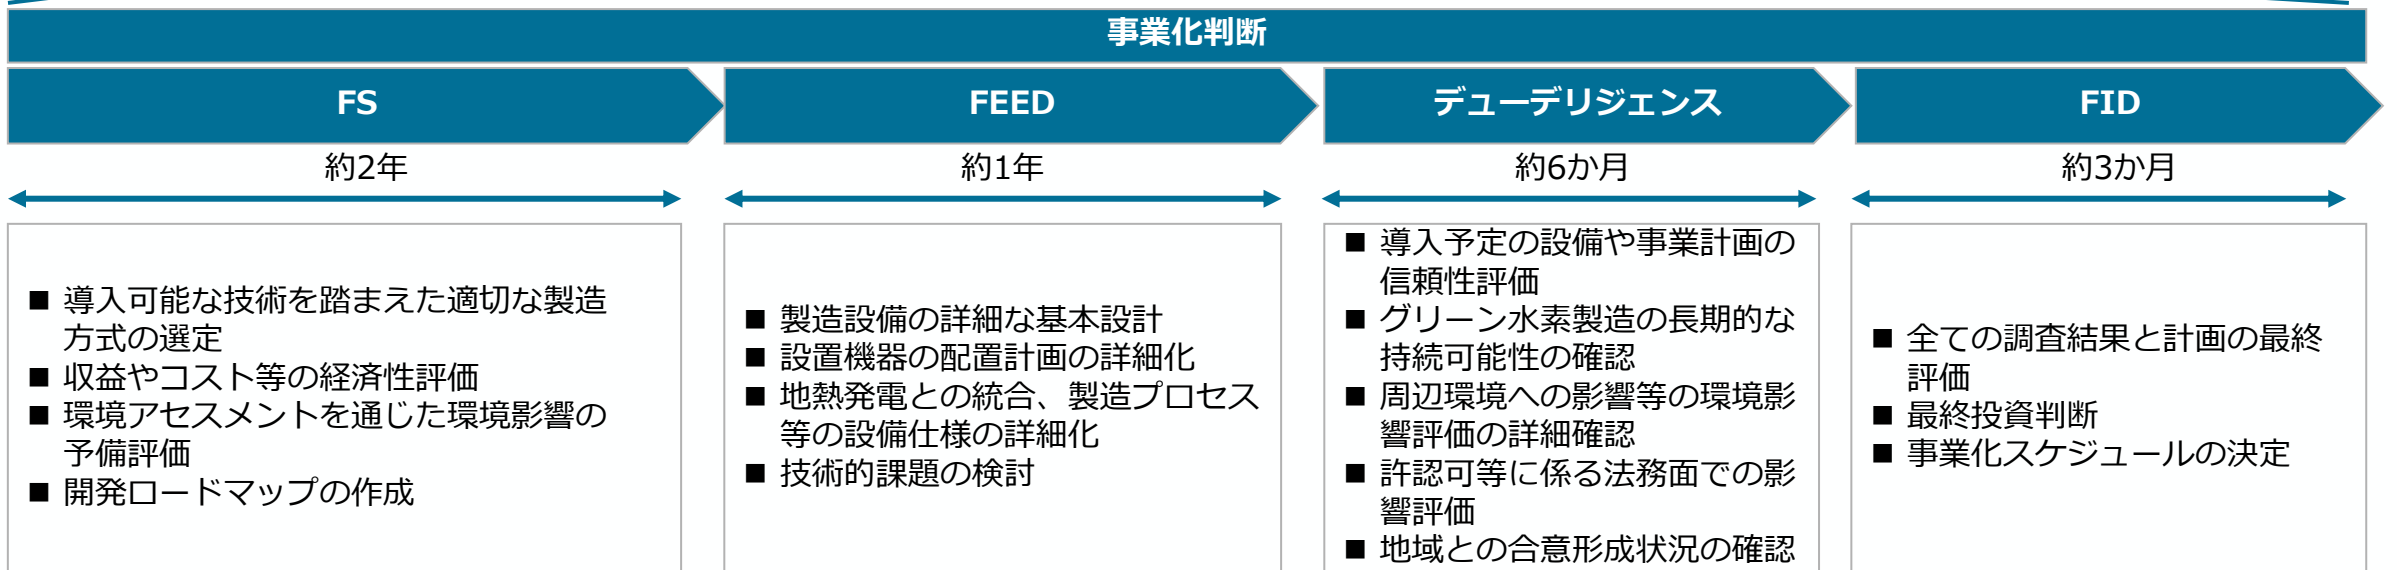 事業化判断
FS
FEED
デューデリジェンス
FID
約2年
約1年
約6か月
約3か月
■ 導入可能な技術を踏まえた適切な製造
方式の選定
■ 収益やコスト等の経済性評価
■ 環境アセスメントを通じた環境影響の
予備評価
■ 開発ロードマップの作成
■ 製造設備の詳細な基本設計
■ 設置機器の配置計画の詳細化
■ 地熱発電との統合、製造プロセス
等の設備仕様の詳細化
■ 技術的課題の検討
■ 導入予定の設備や事業計画の
信頼性評価
■ グリーン水素製造の長期的な
持続可能性の確認
■ 周辺環境への影響等の環境影
響評価の詳細確認
■ 許認可等に係る法務面での影
響評価
■ 地域との合意形成状況の確認
■ 全ての調査結果と計画の最終
評価
■ 最終投資判断
■ 事業化スケジュールの決定